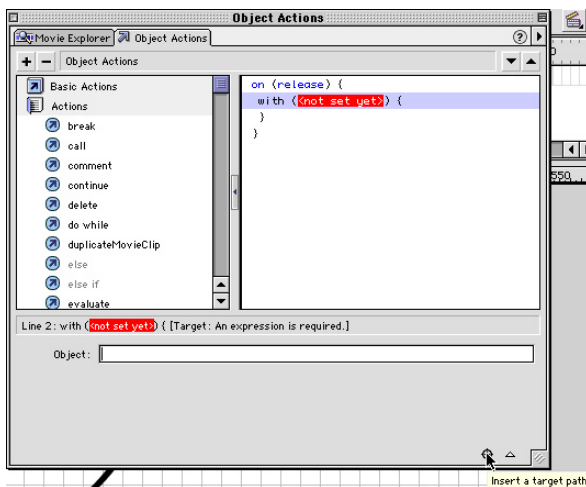 Object Actions
Movie Explorer Object Actions ?
+ - Object Actions
Basic Actions
Actions
break
call
comment
continue
delete
do while
duplicateMovieClip
else
else if
evaluate
on (release) {
with (<not set yet>) {
}
}
550
Line 2: with (<not set yet>) { [Target: An expression is required.]
Object:
Insert a target path